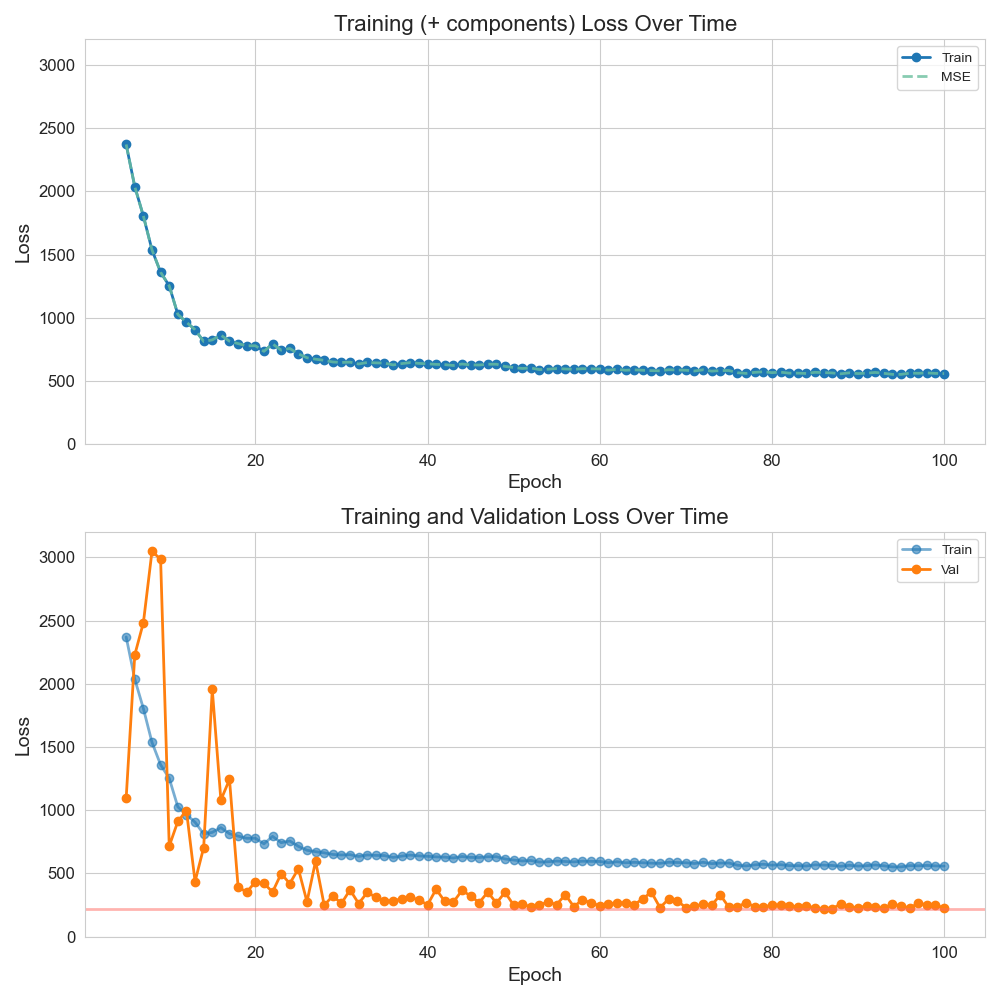 Training (+ components) Loss Over Time
3000
2500
2000
1500
1000
500
0
Loss
Train
MSE
20
40
60
80
100
Epoch
Training and Validation Loss Over Time
3000
2500
2000
1500
1000
500
0
Loss
Train
Val
20
40
60
80
100
Epoch